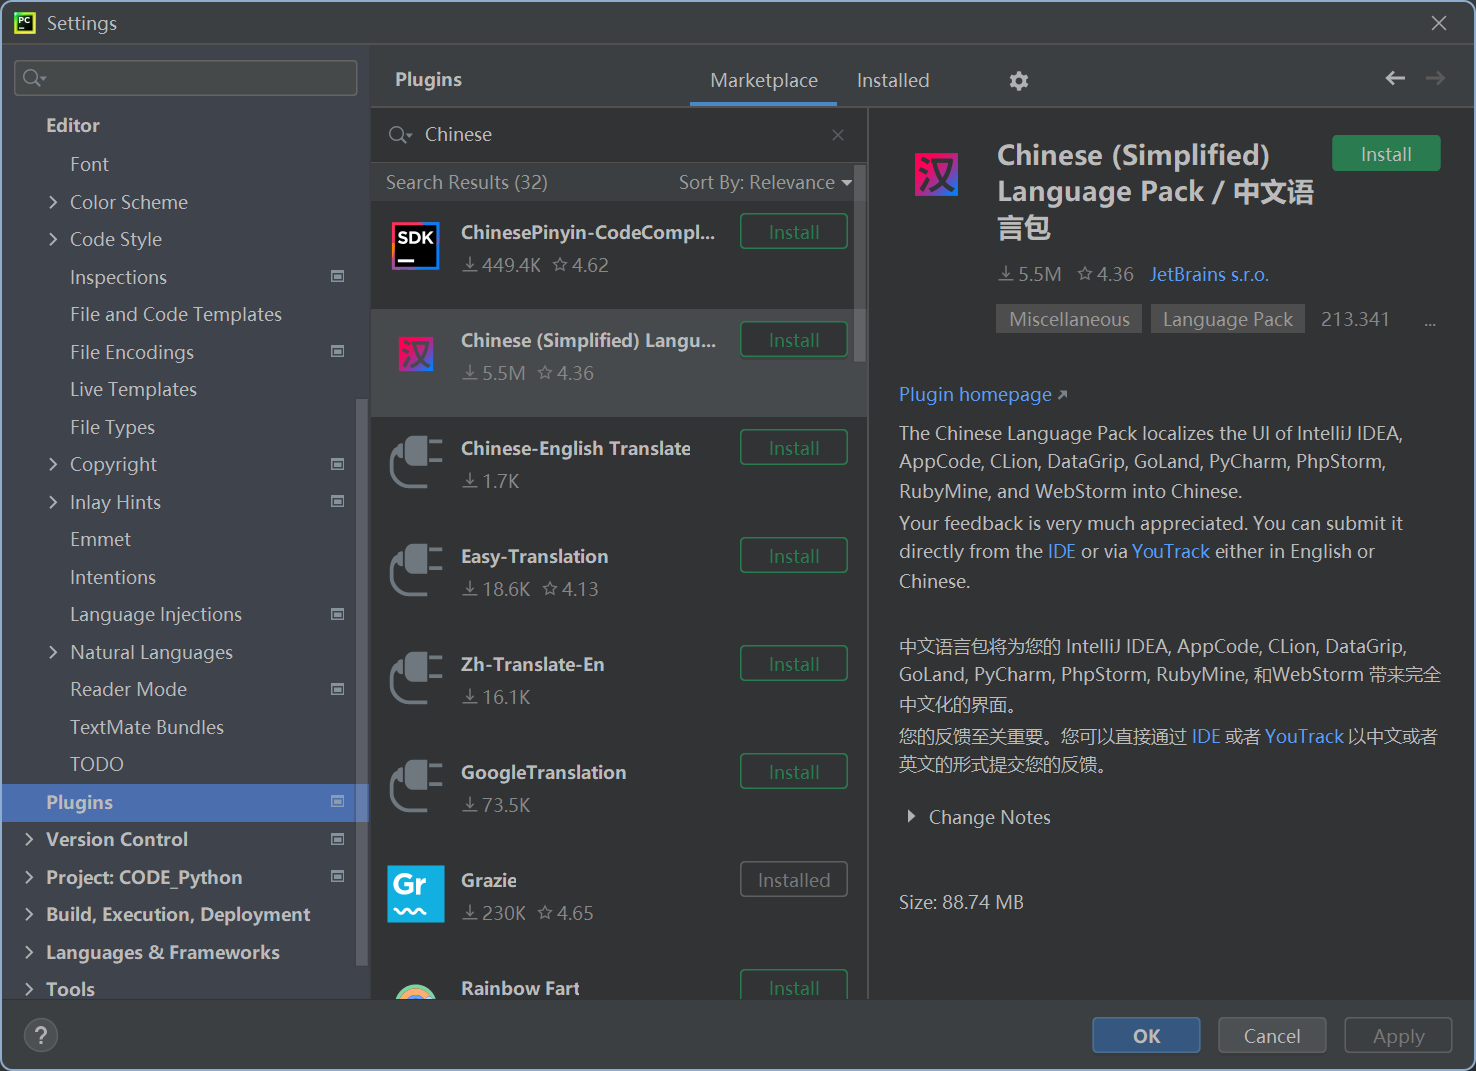 PC
Settings
Editor
Font
Color Scheme
Code Style
Inspections
File and Code Templates
File Encodings
Live Templates
File Types
Copyright
Inlay Hints
Emmet
Intentions
Language Injections
Natural Languages
Reader Mode
TextMate Bundles
TODO
Plugins
Version Control
Project: CODE_Python
Build, Execution, Deployment
Languages & Frameworks
Tools
Plugins
Marketplace
Installed
Chinese
Search Results (32)
Sort By: Relevance
SDK
ChinesePinyin-CodeCompl...
449.4K 4.62
Install
汉
Chinese (Simplified) Langu...
5.5M 4.36
Install
Chinese-English Translate
1.7K
Install
Easy-Translation
18.6K 4.13
Install
Zh-Translate-En
16.1K
Install
GoogleTranslation
73.5K
Install
Gr
Grazie
230K 4.65
Installed
Rainbow Fart
Install
汉
Chinese (Simplified)
Language Pack / 中文语
言包
Install
5.5M 4.36 JetBrains s.r.o.
Miscellaneous Language Pack 213.341 ...
Plugin homepage
The Chinese Language Pack localizes the UI of IntelliJ IDEA,
AppCode, CLion, DataGrip, GoLand, PyCharm, PhpStorm,
RubyMine, and WebStorm into Chinese.
Your feedback is very much appreciated. You can submit it
directly from the IDE or via YouTrack either in English or
Chinese.
中文语言包将为您的 IntelliJ IDEA, AppCode, CLion, DataGrip,
GoLand, PyCharm, PhpStorm, RubyMine, 和WebStorm 带来完全
中文化的界面。
您的反馈至关重要。您可以直接通过 IDE 或者 YouTrack 以中文或者
英文的形式提交您的反馈。
Change Notes
Size: 88.74 MB
?
OK
Cancel
Apply